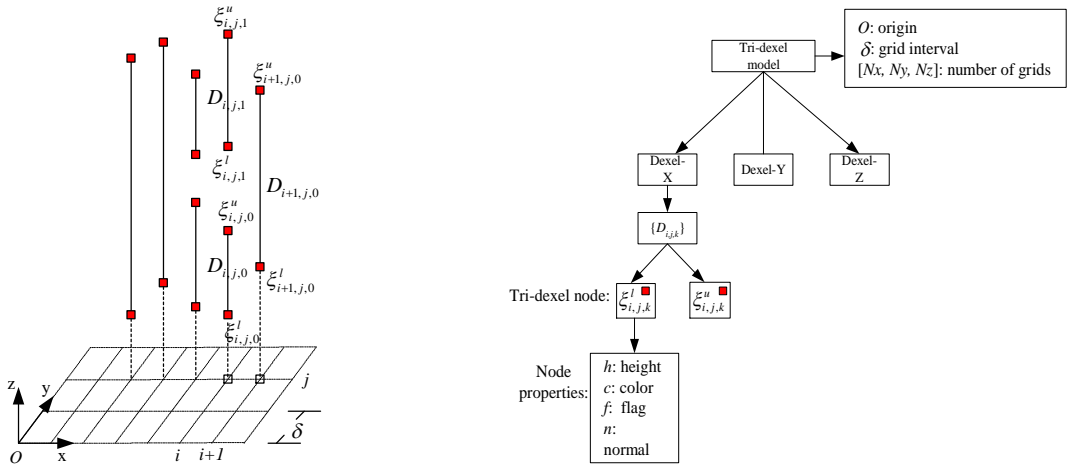 ξ^u_{i,j,1}
ξ^u_{i+1,j,0}
D_{i,j,1}
ξ^l_{i,j,1}
D_{i+1,j,0}
ξ^u_{i,j,0}
D_{i,j,0}
ξ^l_{i+1,j,0}
ξ^l_{i,j,0}
z
y
j
δ
O
x
i
i+1
Tri-dexel
model
O: origin
δ: grid interval
[Nx, Ny, Nz]: number of grids
Dexel-
X
Dexel-Y
Dexel-
Z
{D_{i,j,k}}
Tri-dexel node:
ξ^l_{i,j,k}
ξ^u_{i,j,k}
Node
properties:
h: height
c: color
f: flag
n:
normal